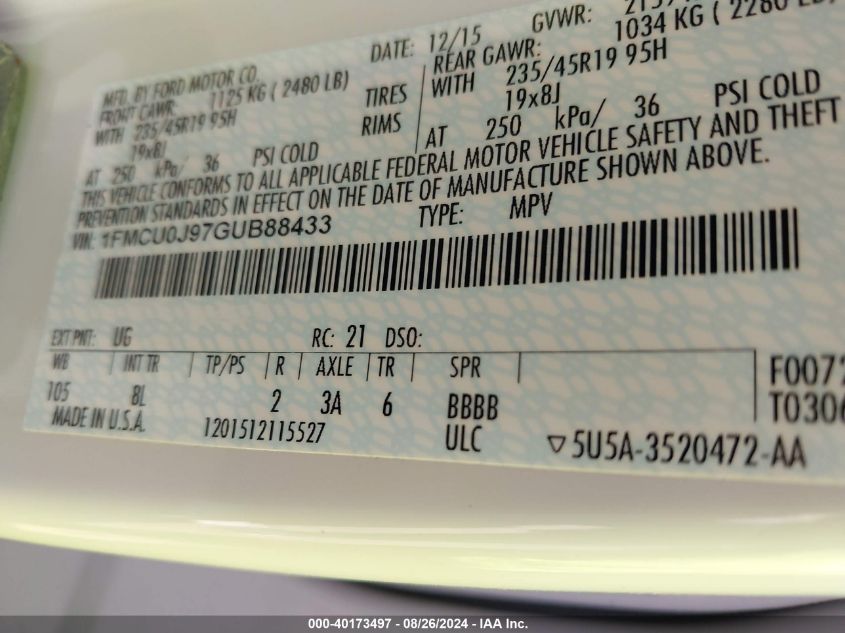 MFD. BY FORD MOTOR CO. DATE: 12/15 GVWR:
FRONT GAWR: 1125 KG ( 2480 LB) REAR GAWR: 1034 KG ( 2280 LB)
WITH 235/45R19 95H TIRES WITH 235/45R19 95H
19x8J RIMS 19x8J
AT 250 kPa/ 36 PSI COLD AT 250 kPa/ 36 PSI COLD
THIS VEHICLE CONFORMS TO ALL APPLICABLE FEDERAL MOTOR VEHICLE SAFETY AND THEFT
PREVENTION STANDARDS IN EFFECT ON THE DATE OF MANUFACTURE SHOWN ABOVE.
VIN: 1FMCU0J97GUB88433 TYPE: MPV
EXT PNT: UG RC: 21 DSO:
WB INT TR TP/PS R AXLE TR SPR
105 8L 2 3A 6 BBBB
MADE IN U.S.A. 1201512115527 ULC ▽5U5A-3520472-AA
F0072
T0306
000-40173497 - 08/26/2024 - IAA Inc.